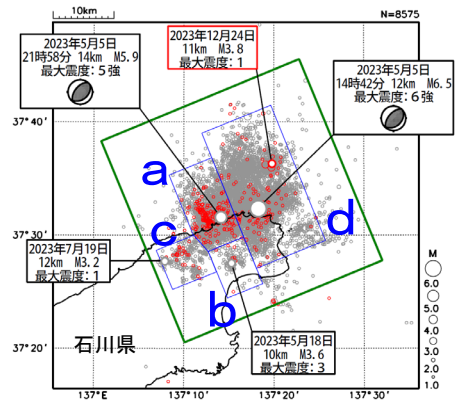 10km
N=8575
2023年5月5日
21時58分 14km M5.9
最大震度:5強
2023年12月24日
11km M3.8
最大震度:1
2023年5月5日
14時42分 12km M6.5
最大震度:6強
37°40′
37°30′
37°20′
a
c
d
b
2023年7月19日
12km M3.2
最大震度:1
2023年5月18日
10km M3.6
最大震度:3
石川県
M
6.0
5.0
4.0
3.0
2.0
1.0
137°E
137°10′
137°20′
137°30′